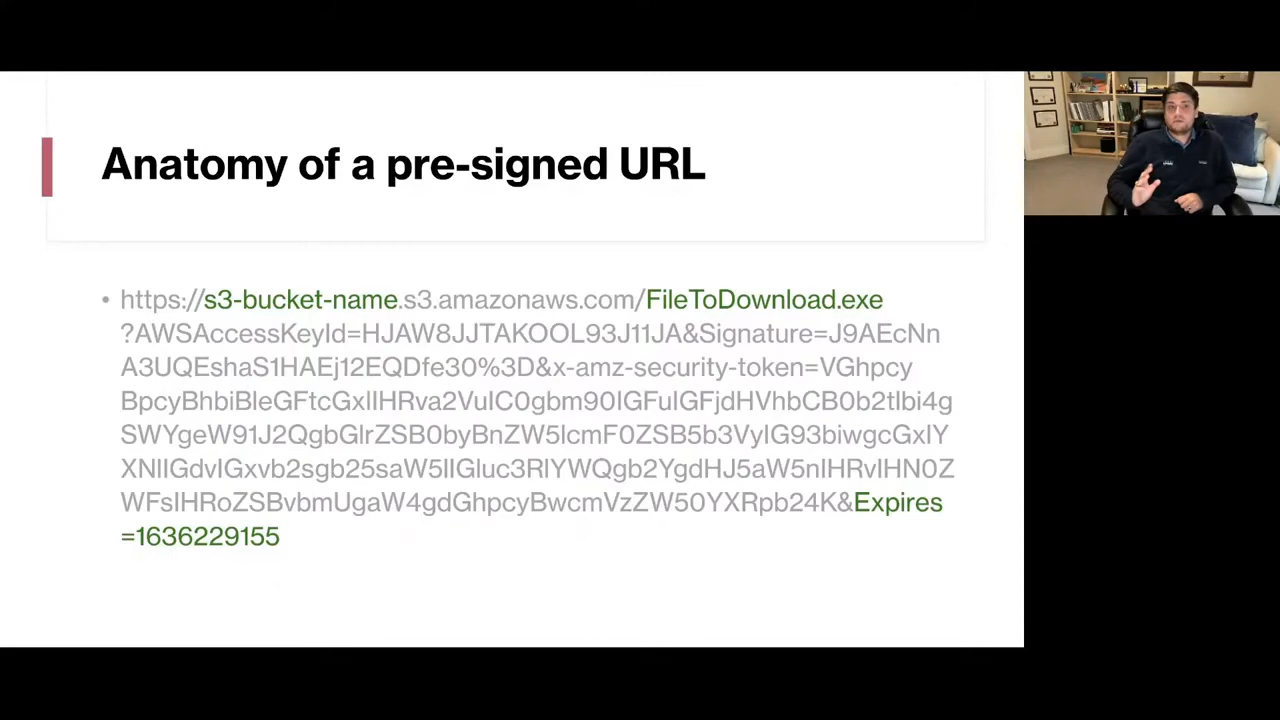 Anatomy of a pre-signed URL
• https://s3-bucket-name.s3.amazonaws.com/FileToDownload.exe
?AWSAccessKeyId=HJAW8JJTAKOOL93J11JA&Signature=J9AEcNn
A3UQEshaS1HAEj12EQDfe30%3D&x-amz-security-token=VGhpcy
BpcyBhbiBleGFtcGxlIHRva2VuIC0gbm90IGFuIGFjdHVhbCB0b2tlbi4g
SWYgeW91J2QgbGlrZSB0byBnZW5lcmF0ZSB5b3VyIG93biwgcGxlY
XNlIGdvIGxvb2sgb25saW5lIGluc3RlYWQgb2YgdHJ5aW5nIHRvIHN0Z
WFsIHRoZSBvbmUgaW4gdGhpcyBwcmVzZW50YXRpb24K&Expires
=1636229155